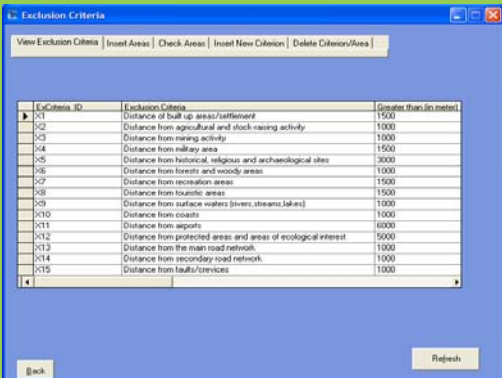 Exclusion Criteria
View Exclusion Criteria Insert Areas Check Areas Insert New Criterion Delete Criterion/Area
ExCriteria_ID Exclusion Criteria Greater than (in meter)
X1 Distance of built up areas/settlement 1500
X2 Distance from agricultural and stock-raising activity 1000
X3 Distance from mining activity 1000
X4 Distance from military area 1500
X5 Distance from historical, religious and archaeological sites 3000
X6 Distance from forests and woody areas 1000
X7 Distance from recreation areas 1500
X8 Distance from touristic areas 1500
X9 Distance from surface waters (rivers,streams,lakes) 1000
X10 Distance from coasts 1000
X11 Distance from airports 6000
X12 Distance from protected areas and areas of ecological interest 5000
X13 Distance from the main road network 1000
X14 Distance from secondary road network 1000
X15 Distance from faults/crevices 1000
Refresh
Back